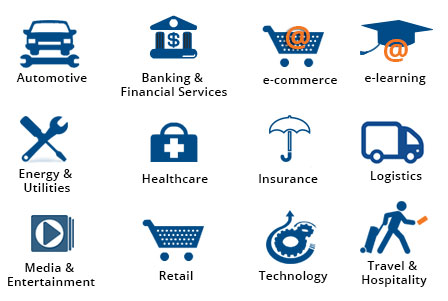 Automotive
Banking &
Financial Services
e-commerce
e-learning
Energy &
Utilities
Healthcare
Insurance
Logistics
Media &
Entertainment
Retail
Technology
Travel &
Hospitality